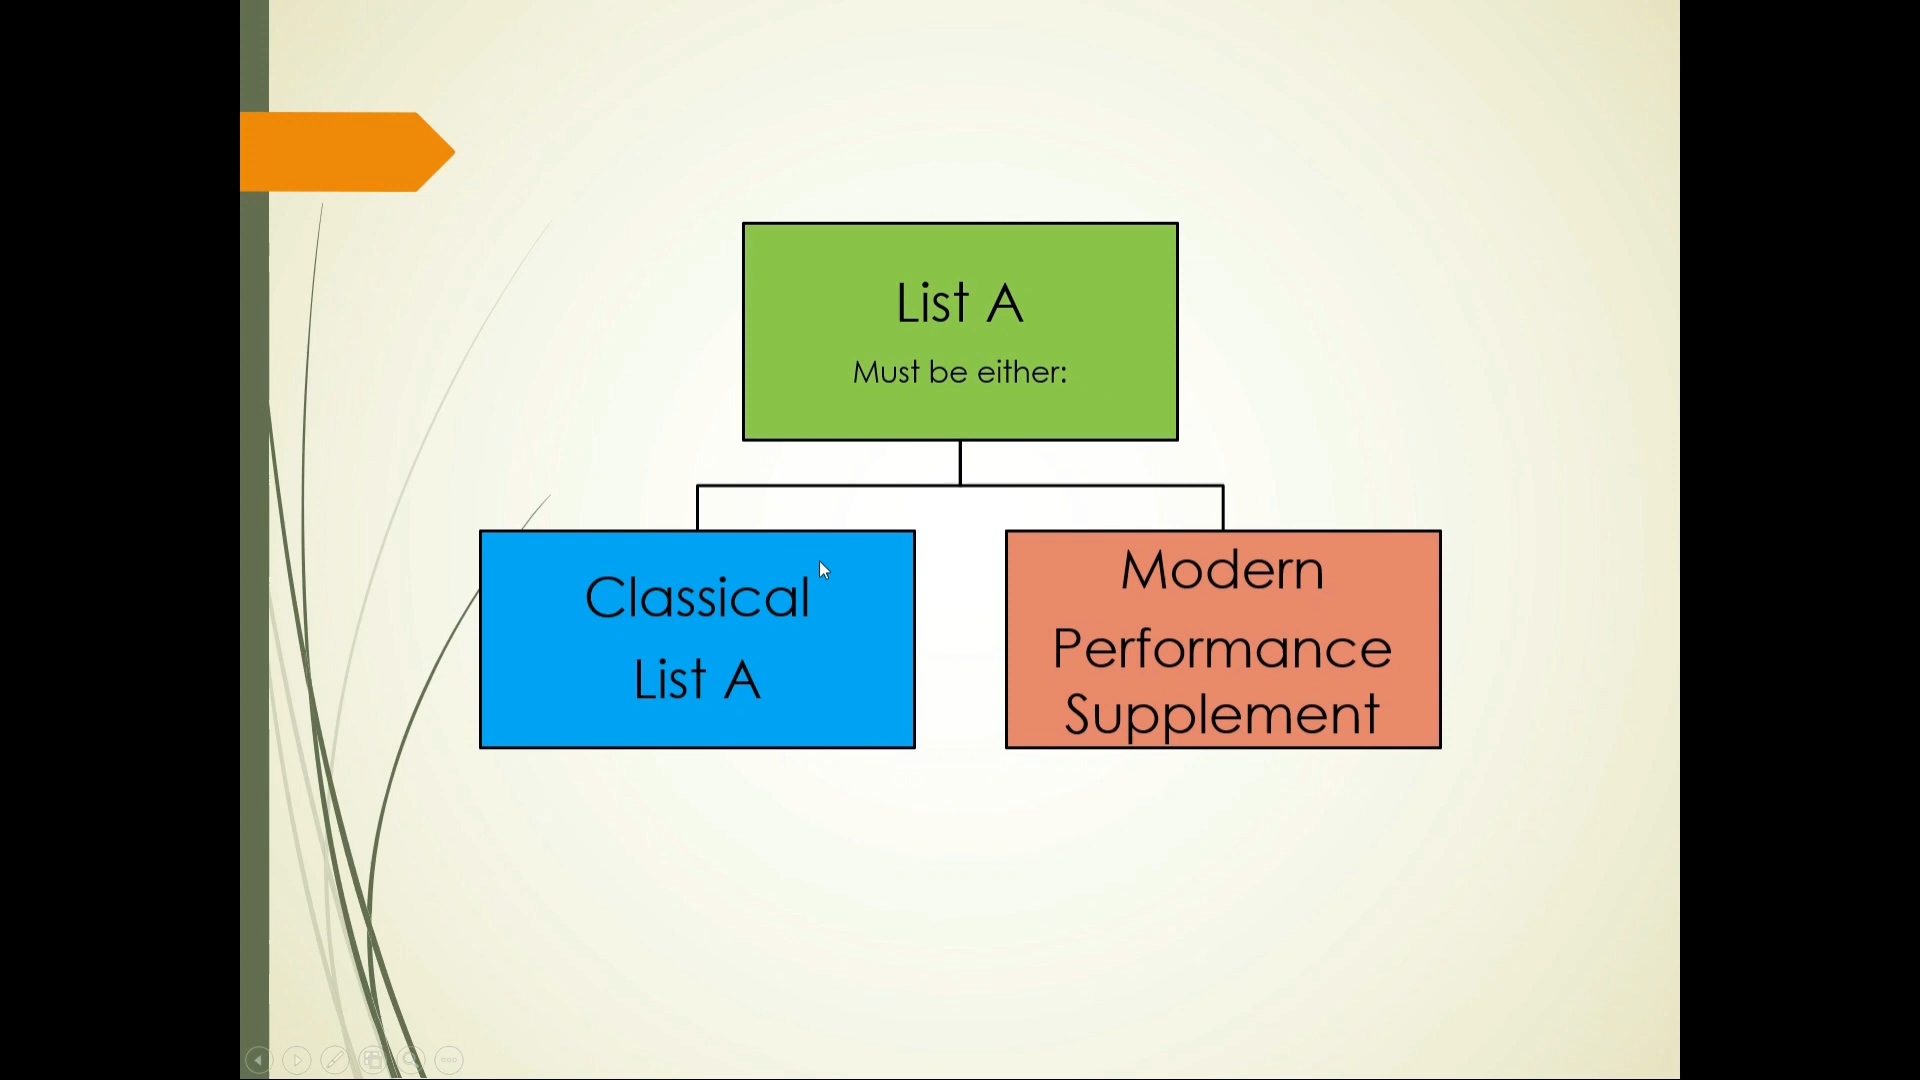 List A
Must be either:
Classical
List A
Modern
Performance
Supplement